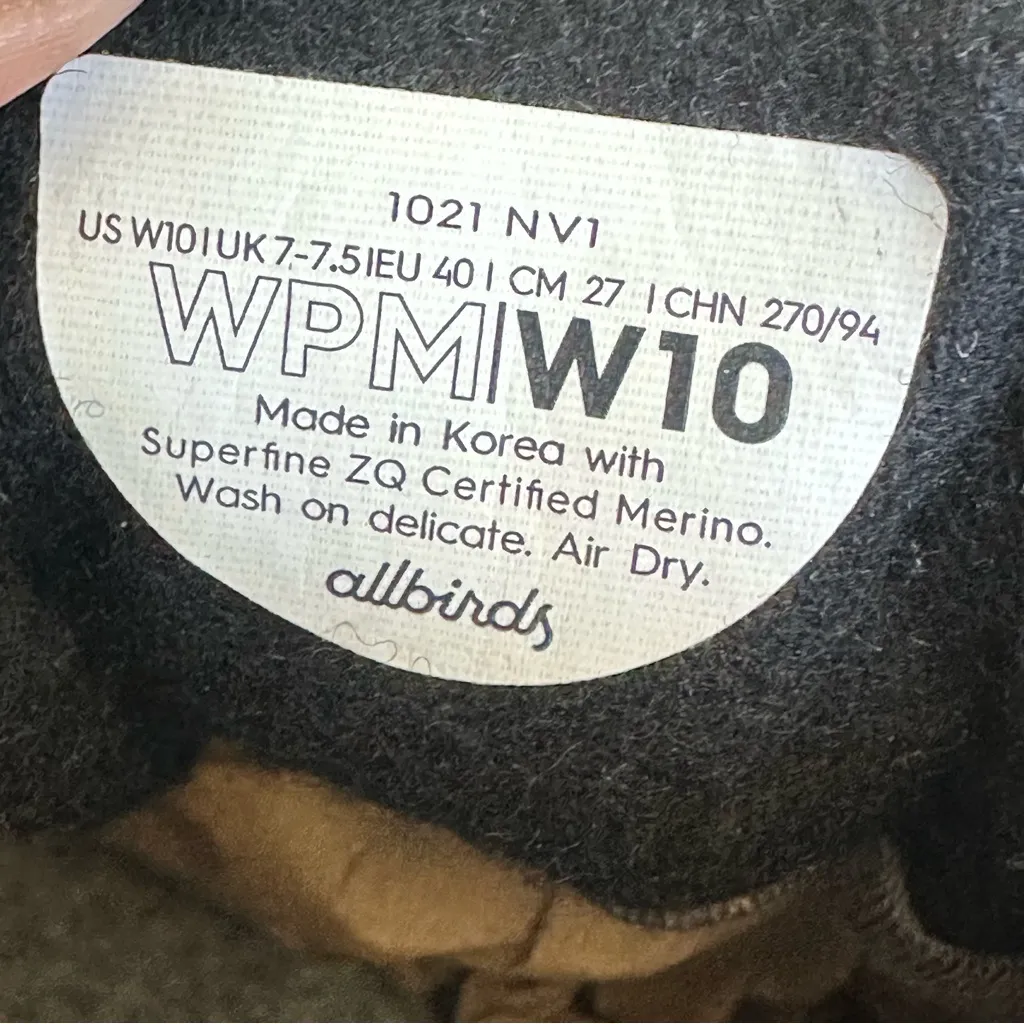 1021 NV1
US W10 | UK 7-7.5 | EU 40 | CM 27 | CHN 270/94
WPM|W10
Made in Korea with
Superfine ZQ Certified Merino.
Wash on delicate. Air Dry.
allbirds